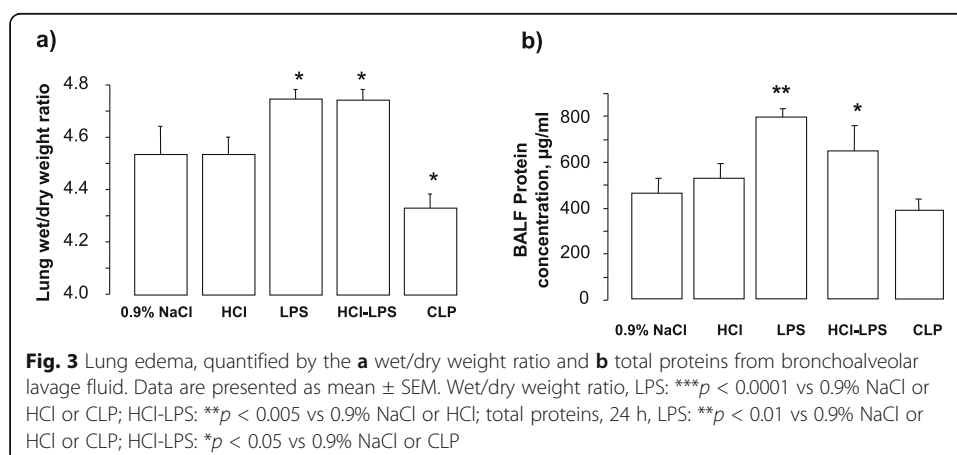 a)
b)
Lung wet/dry weight ratio
4.8
4.6
4.4
4.2
4.0
* * *
0.9% NaCl HCl LPS HCl-LPS CLP
BALF Protein
concentration, µg/ml
800
600
400
200
0
** *
0.9% NaCl HCl LPS HCl-LPS CLP
Fig. 3 Lung edema, quantified by the a wet/dry weight ratio and b total proteins from bronchoalveolar
lavage fluid. Data are presented as mean ± SEM. Wet/dry weight ratio, LPS: ***p < 0.0001 vs 0.9% NaCl or
HCl or CLP; HCl-LPS: **p < 0.005 vs 0.9% NaCl or HCl; total proteins, 24 h, LPS: **p < 0.01 vs 0.9% NaCl or
HCl or CLP; HCl-LPS: *p < 0.05 vs 0.9% NaCl or CLP